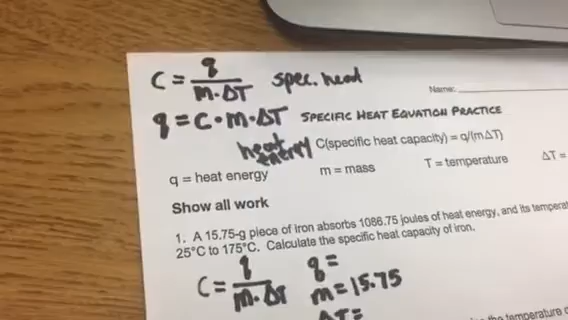 C = q / m·ΔT spec. heat
Name:
q = C·m·ΔT SPECIFIC HEAT EQUATION PRACTICE
heat energy C(specific heat capacity) = q/(mΔT)
q = heat energy m = mass T = temperature ΔT =
Show all work
1. A 15.75-g piece of iron absorbs 1086.75 joules of heat energy, and its
25°C to 175°C. Calculate the specific heat capacity of iron.
C = q / m·ΔT q =
m = 15.75
ΔT =
the temperature